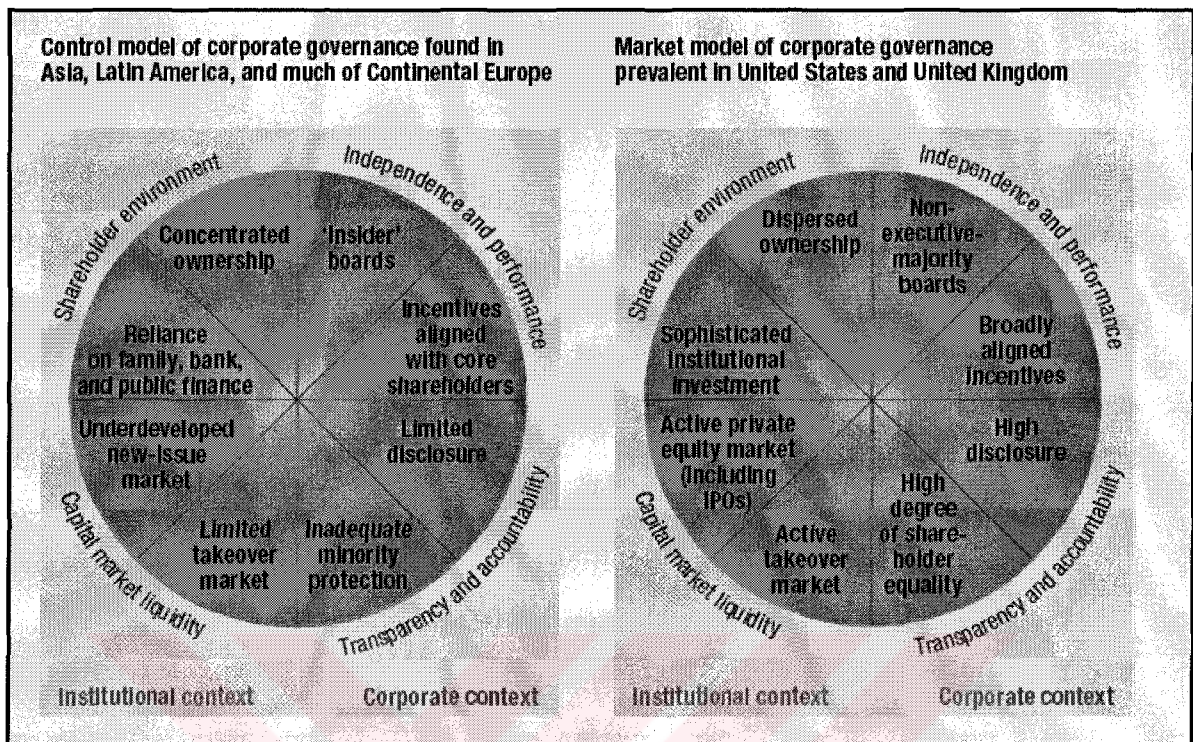 Control model of corporate governance found in
Asia, Latin America, and much of Continental Europe
Shareholder environment
Independence and performance
Concentrated
ownership
'Insider'
boards
Reliance
on family, bank,
and public finance
Incentives
aligned
with core
shareholders
Underdeveloped
new-issue
market
Limited
disclosure
Limited
takeover
market
Inadequate
minority
protection
Capital market liquidity
Transparency and accountability
Institutional context
Corporate context
Market model of corporate governance
prevalent in United States and United Kingdom
Shareholder environment
Independence and performance
Dispersed
ownership
Non-
executive-
majority
boards
Sophisticated
institutional
investment
Broadly
aligned
incentives
Active private
equity market
(including
IPOs)
High
disclosure
Active
takeover
market
High
degree
of share-
holder
equality
Capital market liquidity
Transparency and accountability
Institutional context
Corporate context